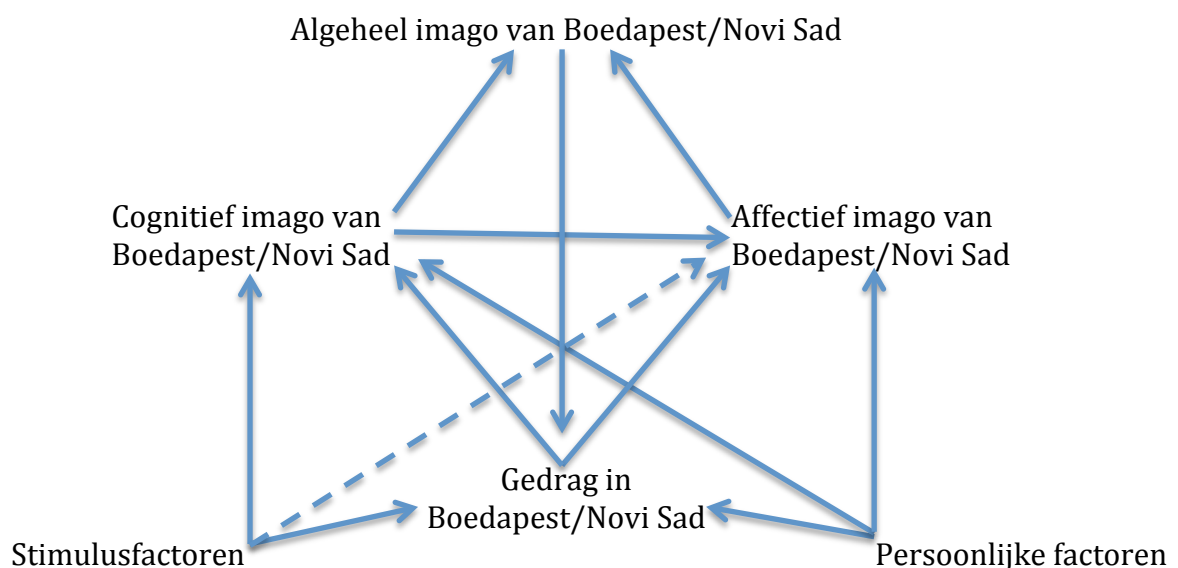 Algeheel imago van Boedapest/Novi Sad
Cognitief imago van
Boedapest/Novi Sad
Affectief imago van
Boedapest/Novi Sad
Gedrag in
Boedapest/Novi Sad
Stimulusfactoren
Persoonlijke factoren